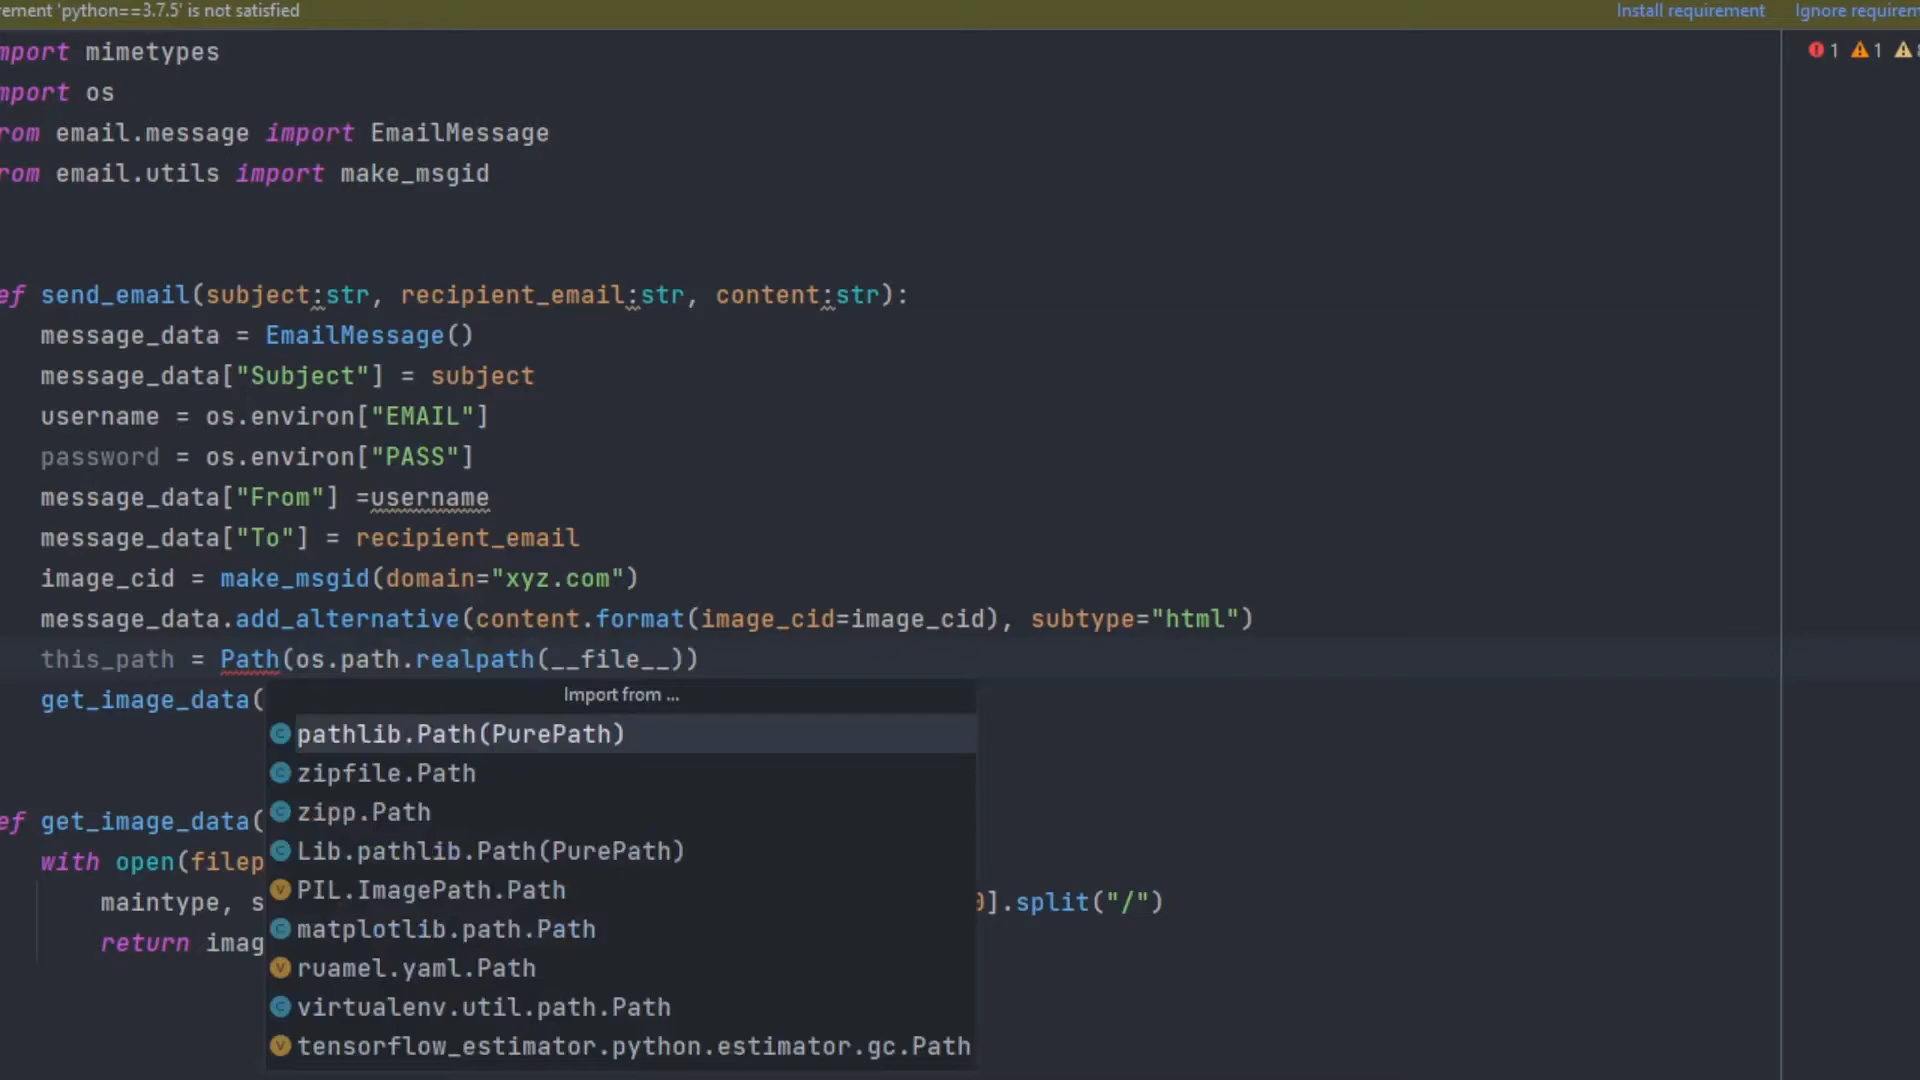 rement 'python==3.7.5' is not satisfied Install requirement Ignore requirem
mport mimetypes
1 1
mport os
rom email.message import EmailMessage
rom email.utils import make_msgid
ef send_email(subject:str, recipient_email:str, content:str):
message_data = EmailMessage()
message_data["Subject"] = subject
username = os.environ["EMAIL"]
password = os.environ["PASS"]
message_data["From"] =username
message_data["To"] = recipient_email
image_cid = make_msgid(domain="xyz.com")
message_data.add_alternative(content.format(image_cid=image_cid), subtype="html")
this_path = Path(os.path.realpath(__file__))
get_image_data(
Import from ...
pathlib.Path(PurePath)
zipfile.Path
zipp.Path
Lib.pathlib.Path(PurePath)
PIL.ImagePath.Path
matplotlib.path.Path
ruamel.yaml.Path
virtualenv.util.path.Path
tensorflow_estimator.python.estimator.gc.Path
ef get_image_data(
with open(filep
maintype, s ].split("/")
return imag